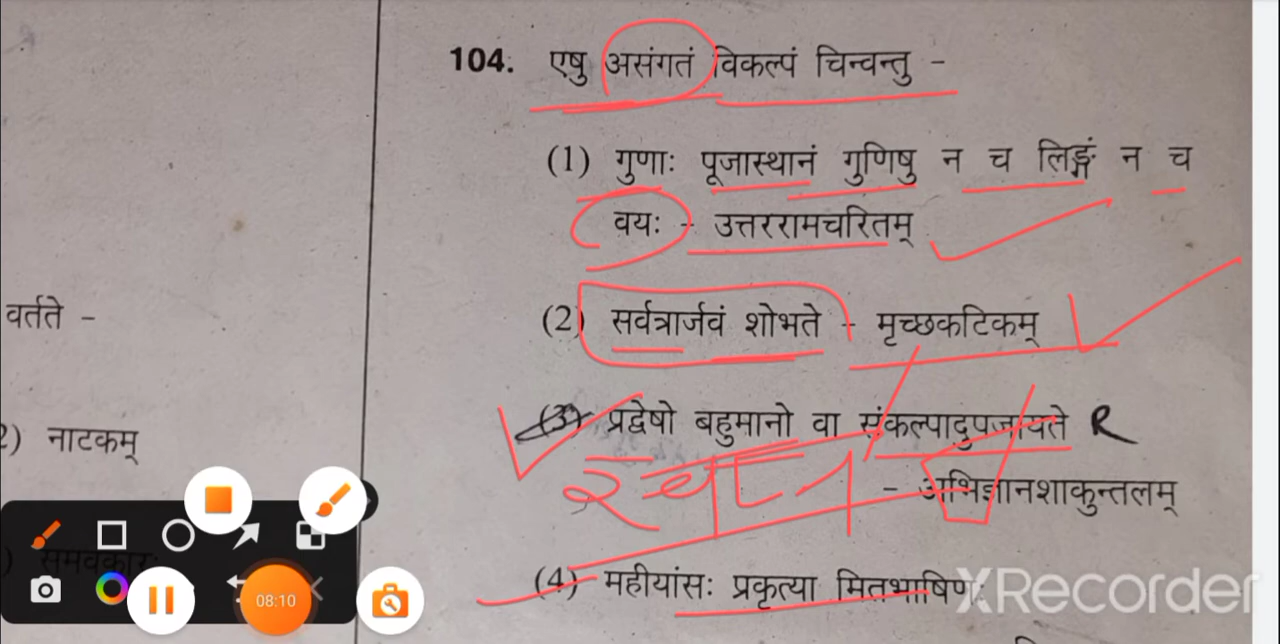 104. एषु असंगतं विकल्पं चिन्वन्तु -
(1) गुणाः पूजास्थानं गुणिषु न च लिङ्गं न च
वयः - उत्तररामचरितम्
वर्तते -
(2) सर्वत्रार्जवं शोभते - मृच्छकटिकम्
(3) प्रद्वेषो बहुमानो वा संकल्पादुपजायते R
2) नाटकम्
- अभिज्ञानशाकुन्तलम्
) समवकारः
(4) महीयांसः प्रकृत्या मितभाषिणः
08:10
XRecorder